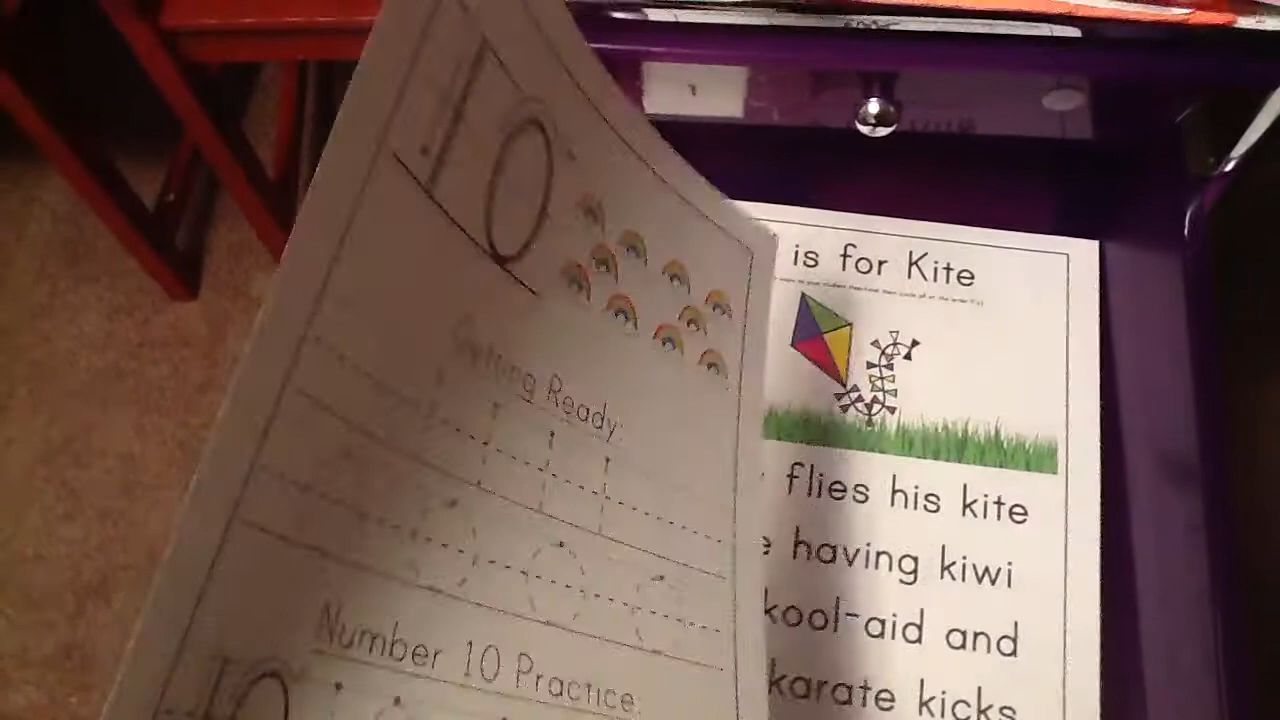 10
Getting Ready:
Number 10 Practice:
10
is for Kite
flies his kite
having kiwi
kool-aid and
karate kicks